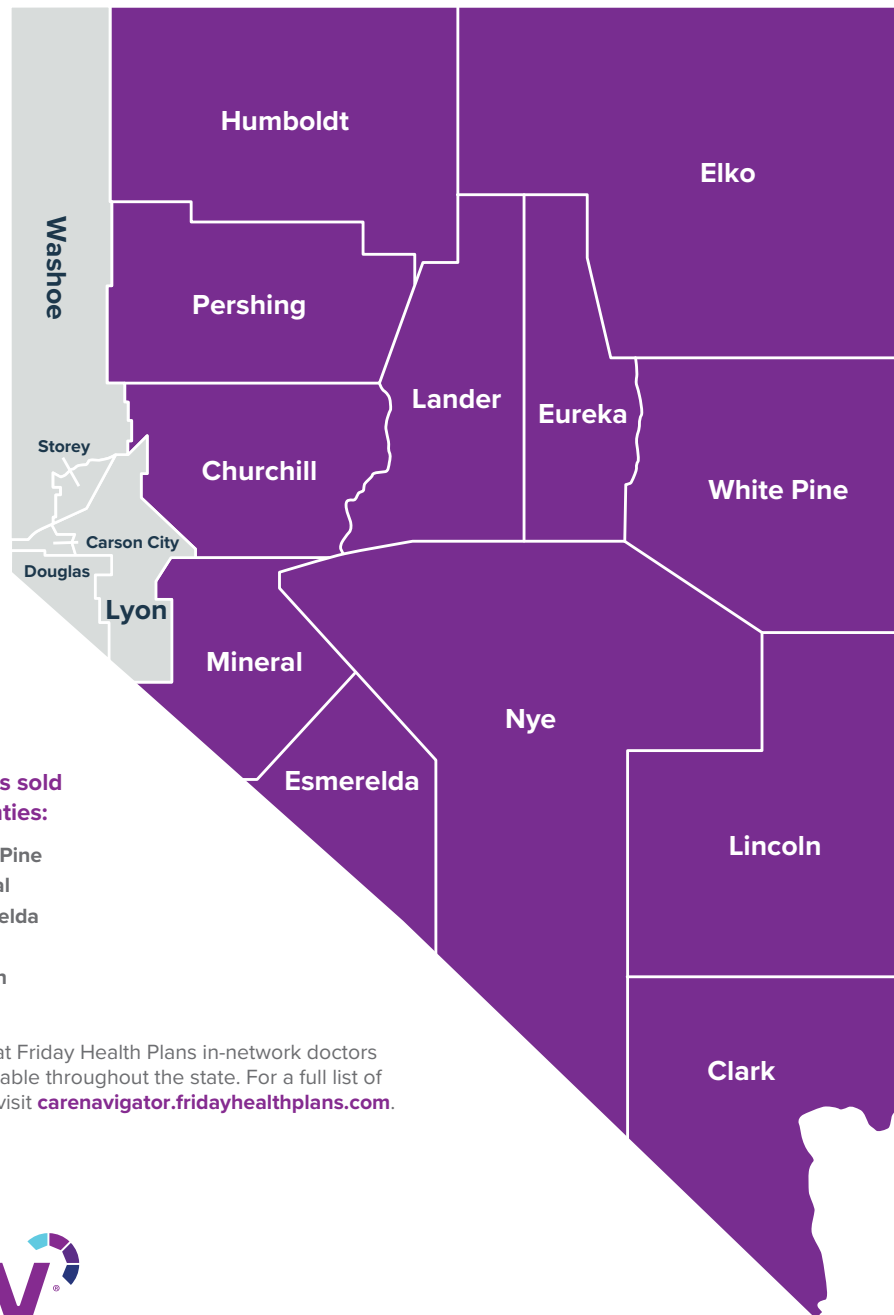 Humboldt
Elko
Washoe
Pershing
Lander
Eureka
Storey
Churchill
White Pine
Carson City
Douglas
Lyon
Mineral
Nye
s sold
Esmerelda
ties:
Lincoln
Pine
al
elda
n
at Friday Health Plans in-network doctors
able throughout the state. For a full list of
visit carenavigator.fridayhealthplans.com.
Clark
®